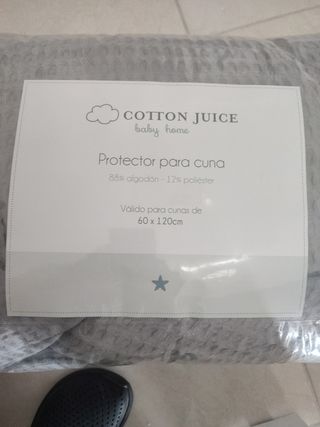 COTTON JUICE
baby home
Protector para cuna
88% algodón - 12% poliéster
Válido para cunas de
60 x 120cm